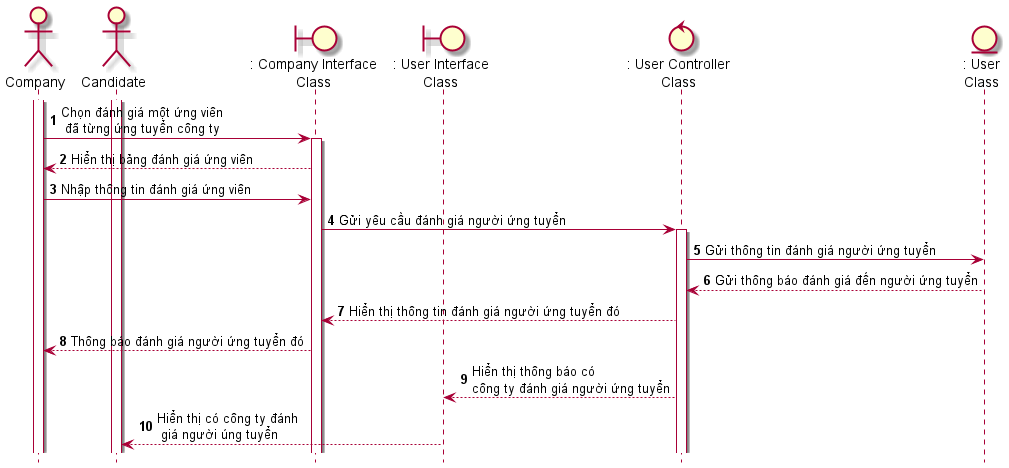 Company
Candidate
: Company Interface
Class
: User Interface
Class
: User Controller
Class
: User
Class
1 Chọn đánh giá một ứng viên
đã từng ứng tuyển công ty
2 Hiển thị bảng đánh giá ứng viên
3 Nhập thông tin đánh giá ứng viên
4 Gửi yêu cầu đánh giá người ứng tuyển
5 Gửi thông tin đánh giá người ứng tuyển
6 Gửi thông báo đánh giá đến người ứng tuyển
7 Hiển thị thông tin đánh giá người ứng tuyển đó
8 Thông báo đánh giá người ứng tuyển đó
9 Hiển thị thông báo có
công ty đánh giá người ứng tuyển
10 Hiển thị có công ty đánh
giá người úng tuyển